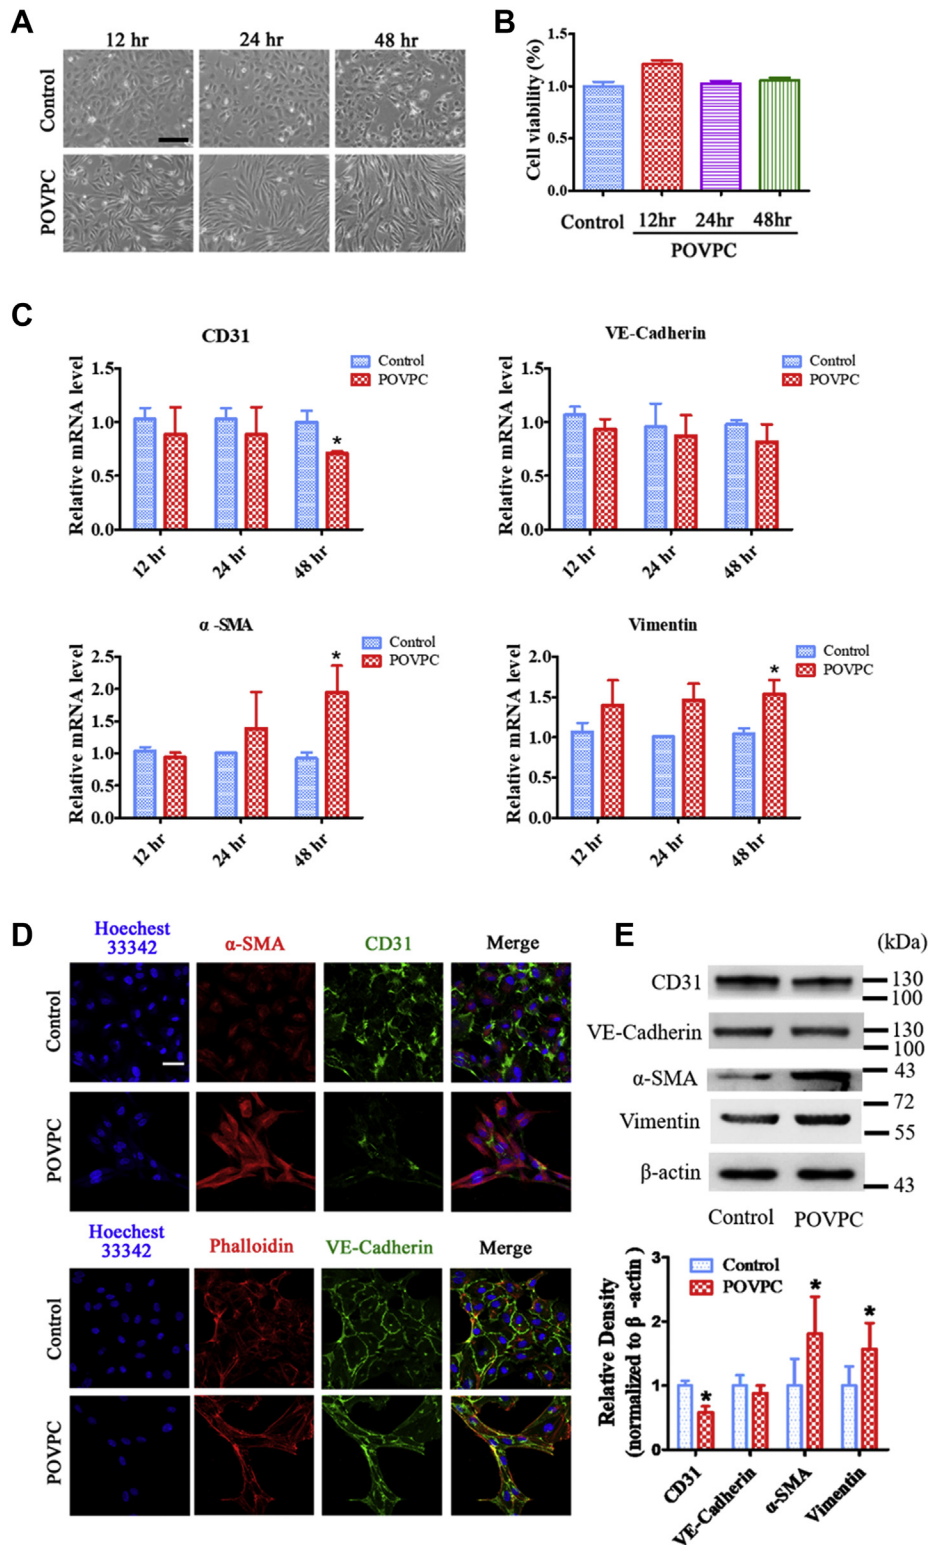 A
12 hr 24 hr 48 hr
Control
POVPC
B
Cell viability (%)
1.5
1.0
0.5
0.0
Control 12hr 24hr 48hr
POVPC
C
CD31
Relative mRNA level
1.5
1.0
0.5
0.0
12 hr 24 hr 48 hr
Control
POVPC
*
VE-Cadherin
Relative mRNA level
1.5
1.0
0.5
0.0
12 hr 24 hr 48 hr
Control
POVPC
α -SMA
Relative mRNA level
2.5
2.0
1.5
1.0
0.5
0.0
12 hr 24 hr 48 hr
Control
POVPC
*
Vimentin
Relative mRNA level
2.0
1.5
1.0
0.5
0.0
12 hr 24 hr 48 hr
Control
POVPC
*
D
Hoechest
33342
α-SMA CD31 Merge
Control
POVPC
Hoechest
33342
Phalloidin VE-Cadherin Merge
Control
POVPC
E
(kDa)
CD31
130
100
VE-Cadherin
130
100
α-SMA
43
Vimentin
72
55
β-actin
43
Control POVPC
Relative Density
(normalized to β -actin)
3
2
1
0
Control
POVPC
*
*
*
CD31 VE-Cadherin α-SMA Vimentin